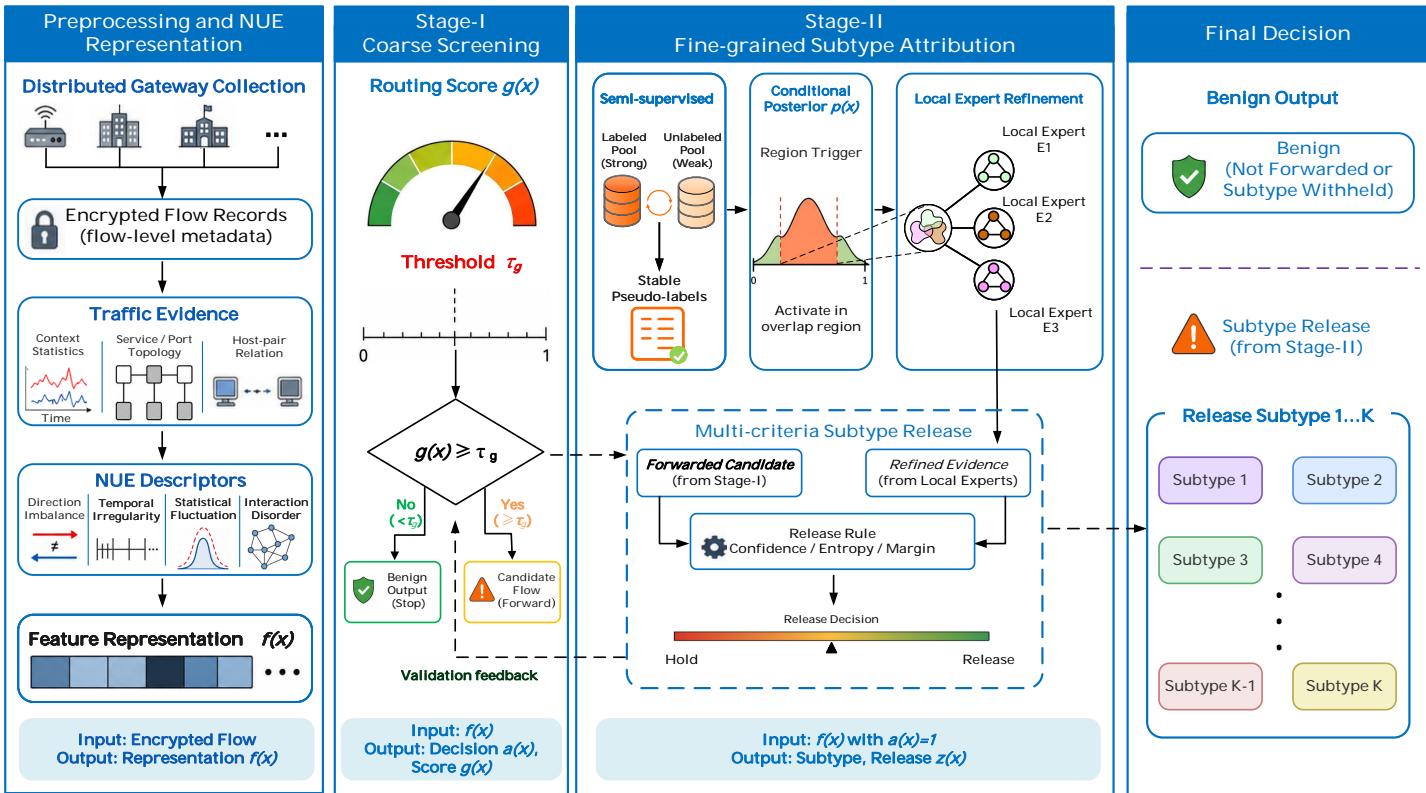 Preprocessing and NUE
Representation
Distributed Gateway Collection
...
Encrypted Flow Records
(flow-level metadata)
Traffic Evidence
Context
Statistics
Time
Service / Port
Topology
Host-pair
Relation
NUE Descriptors
Direction
Imbalance
≠
Temporal
Irregularity
...
Statistical
Fluctuation
Interaction
Disorder
Feature Representation f(x)
...
Input: Encrypted Flow
Output: Representation f(x)
Stage-I
Coarse Screening
Routing Score g(x)
Threshold τg
0
1
g(x) ⩾ τ g
No
(<τg)
Yes
(⩾τg)
Benign
Output
(Stop)
Candidate
Flow
(Forward)
Validation feedback
Input: f(x)
Output: Decision a(x),
Score g(x)
Stage-II
Fine-grained Subtype Attribution
Semi-supervised
Labeled
Pool
(Strong)
Unlabeled
Pool
(Weak)
Stable
Pseudo-labels
Conditional
Posterior p(x)
Region Trigger
0
1
Activate in
overlap region
Local Expert Refinement
Local Expert
E1
Local Expert
E2
Local Expert
E3
Multi-criteria Subtype Release
Forwarded Candidate
(from Stage-I)
Refined Evidence
(from Local Experts)
Release Rule
Confidence / Entropy / Margin
Release Decision
Hold
Release
Input: f(x) with a(x)=1
Output: Subtype, Release z(x)
Final Decision
Benign Output
Benign
(Not Forwarded or
Subtype Withheld)
Subtype Release
(from Stage-II)
Release Subtype 1...K
Subtype 1
Subtype 2
Subtype 3
Subtype 4
Subtype K-1
Subtype K